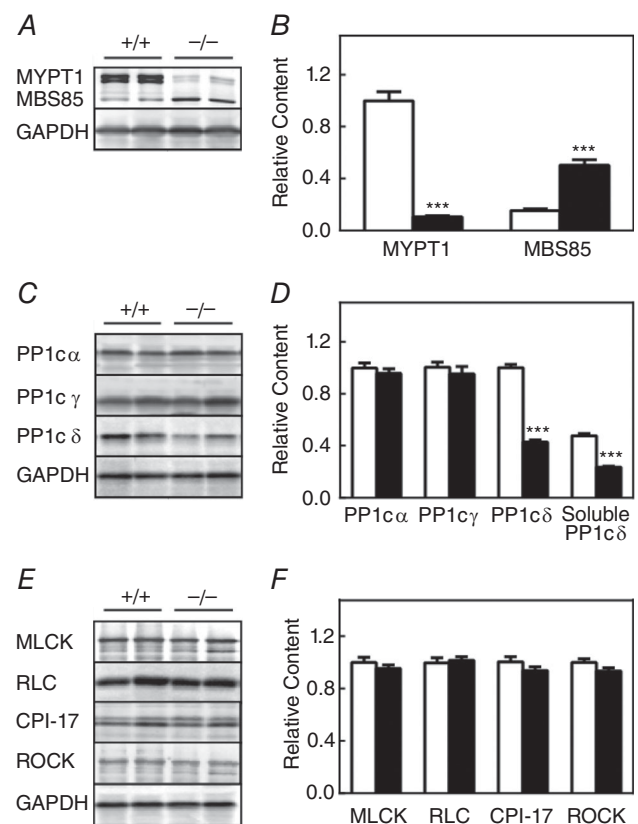 A
+/+ −/−
MYPT1
MBS85
GAPDH
B
Relative Content
1.2
0.8
0.4
0.0
***
***
MYPT1 MBS85
C
+/+ −/−
PP1cα
PP1c γ
PP1c δ
GAPDH
D
Relative Content
1.2
0.8
0.4
0.0
***
***
PP1cα PP1cγ PP1cδ Soluble
PP1cδ
E
+/+ −/−
MLCK
RLC
CPI-17
ROCK
GAPDH
F
Relative Content
1.2
0.8
0.4
0.0
MLCK RLC CPI-17 ROCK